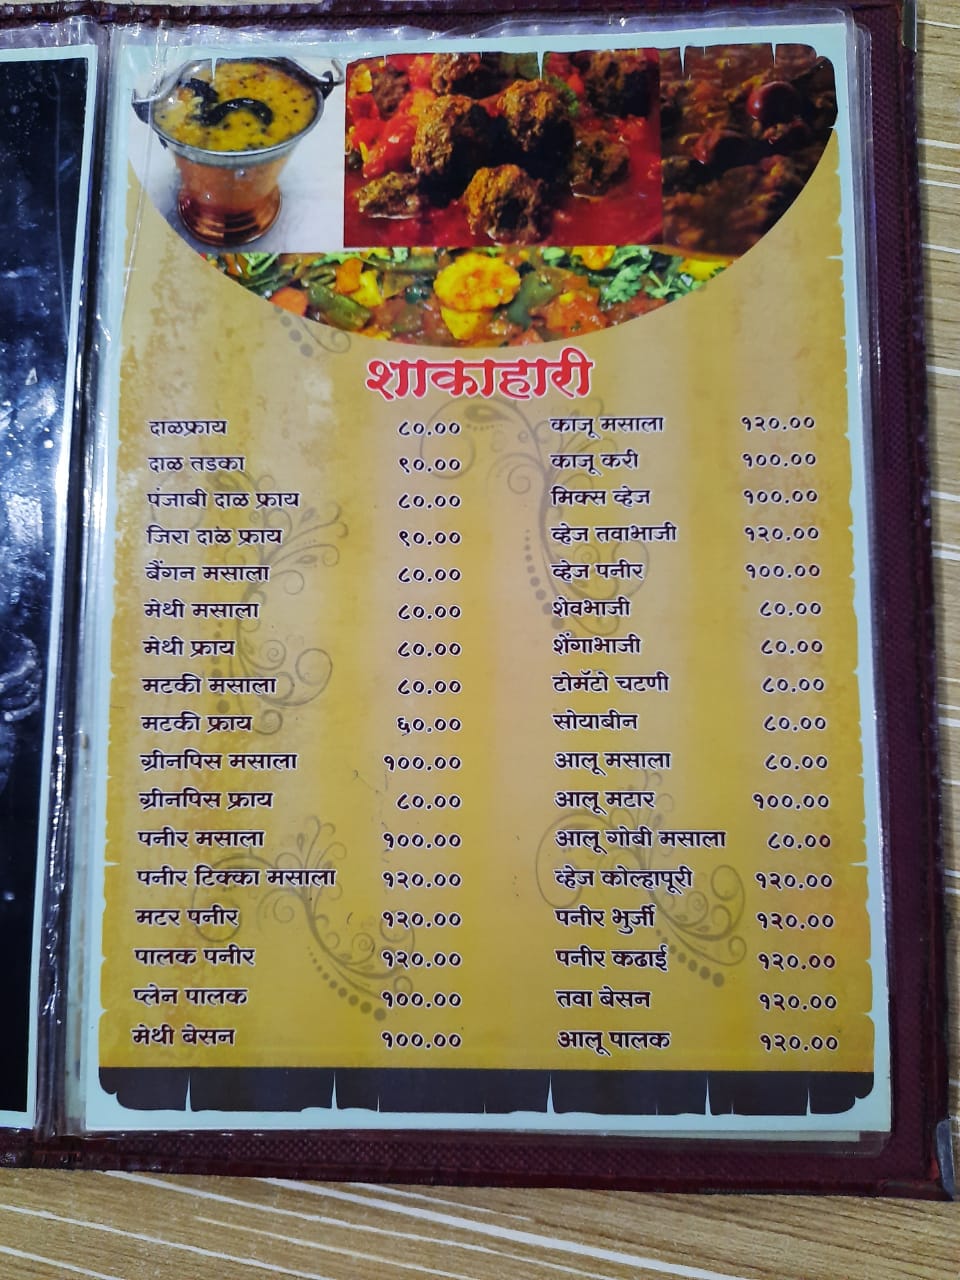 शाकाहारी
दाळफ्राय ८०.००
दाळ तडका ९०.००
पंजाबी दाळ फ्राय ८०.००
जिरा दाळ फ्राय ९०.००
बैंगन मसाला ८०.००
मेथी मसाला ८०.००
मेथी फ्राय ८०.००
मटकी मसाला ८०.००
मटकी फ्राय ६०.००
ग्रीनपिस मसाला १००.००
ग्रीनपिस फ्राय ८०.००
पनीर मसाला १००.००
पनीर टिक्का मसाला १२०.००
मटर पनीर १२०.००
पालक पनीर १२०.००
प्लेन पालक १००.००
मेथी बेसन १००.००
काजू मसाला १२०.००
काजू करी १००.००
मिक्स व्हेज १००.००
व्हेज तवाभाजी १२०.००
व्हेज पनीर १००.००
शेवभाजी ८०.००
शेंगाभाजी ८०.००
टोमॅटो चटणी ८०.००
सोयाबीन ८०.००
आलू मसाला ८०.००
आलू मटार १००.००
आलू गोबी मसाला ८०.००
व्हेज कोल्हापूरी १२०.००
पनीर भुर्जी १२०.००
पनीर कढाई १२०.००
तवा बेसन १२०.००
आलू पालक १२०.००